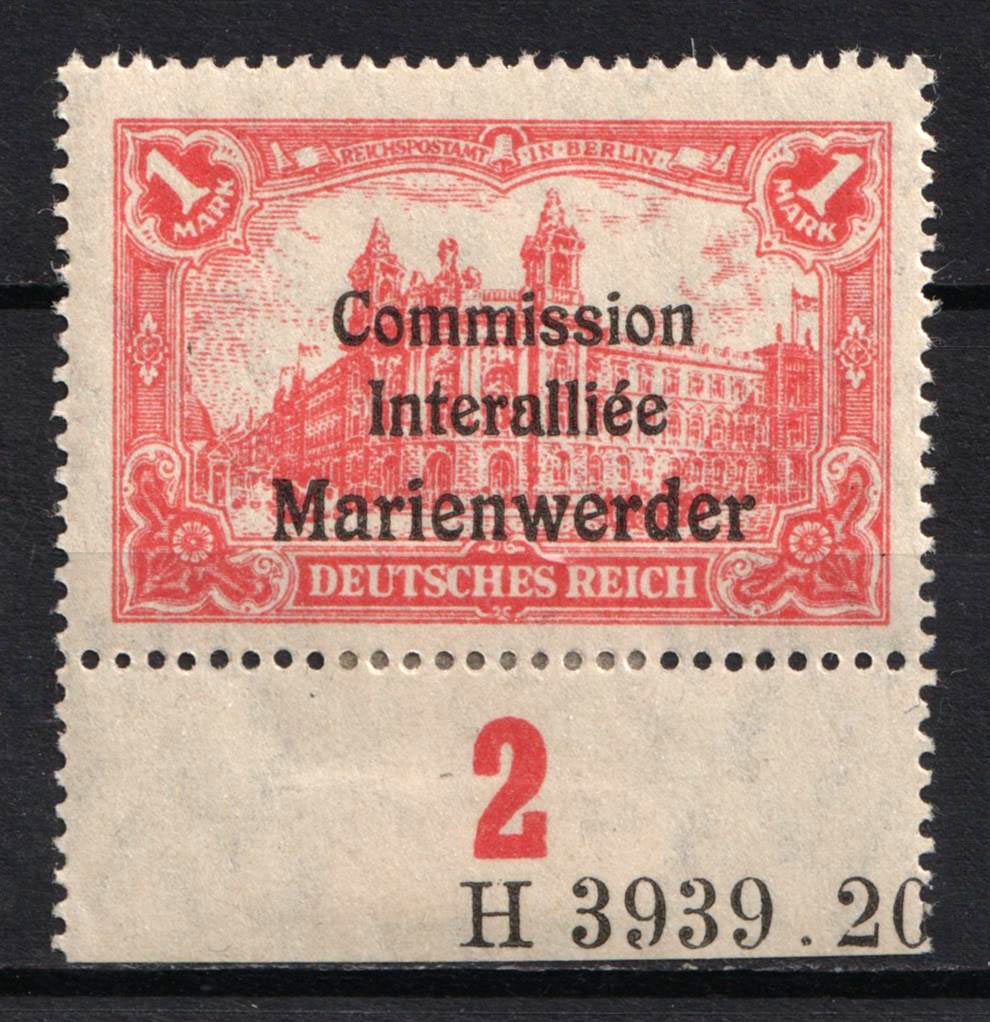 1 MARK
REICHSPOSTAMT · IN · BERLIN ·
1 MARK
Commission
Interalliée
Marienwerder
DEUTSCHES REICH
2
H 3939 . 20